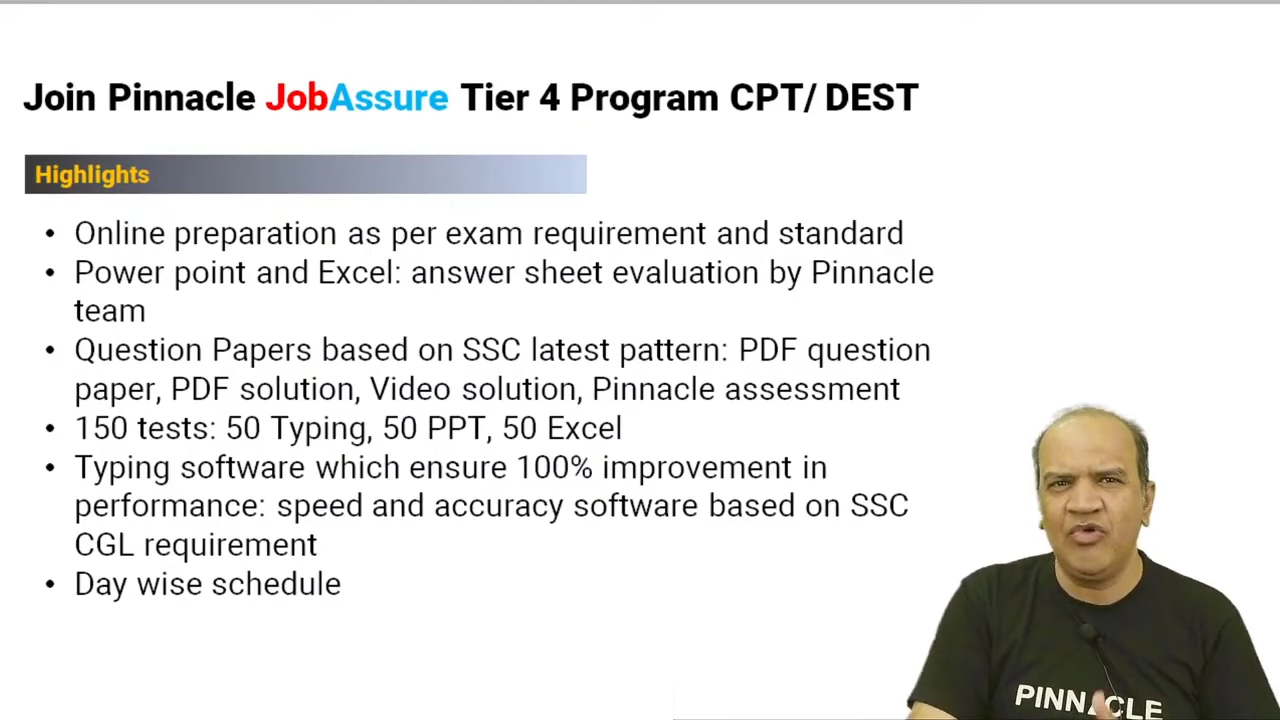 Join Pinnacle JobAssure Tier 4 Program CPT/ DEST
Highlights
• Online preparation as per exam requirement and standard
• Power point and Excel: answer sheet evaluation by Pinnacle
team
• Question Papers based on SSC latest pattern: PDF question
paper, PDF solution, Video solution, Pinnacle assessment
• 150 tests: 50 Typing, 50 PPT, 50 Excel
• Typing software which ensure 100% improvement in
performance: speed and accuracy software based on SSC
CGL requirement
• Day wise schedule
PINNACLE